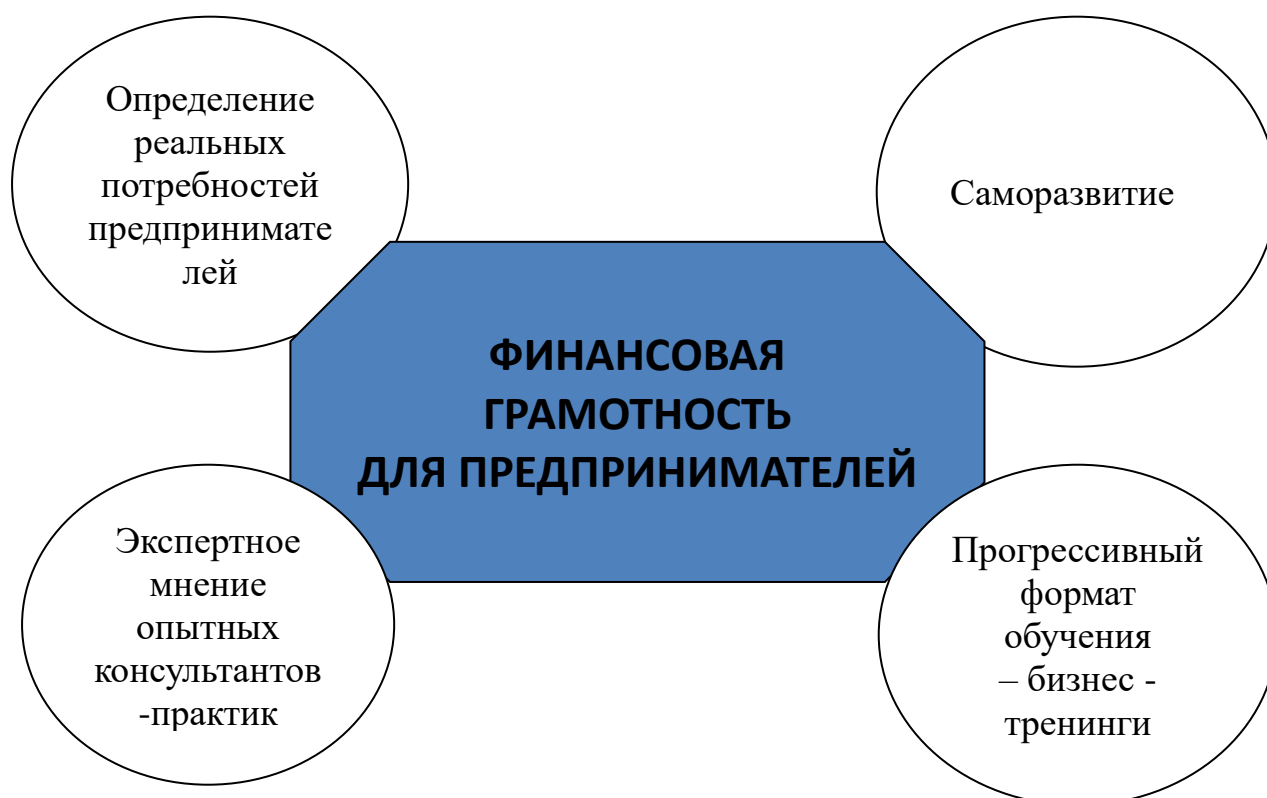 Определение
реальных
потребностей
предпринимате
лей
Саморазвитие
ФИНАНСОВАЯ
ГРАМОТНОСТЬ
ДЛЯ ПРЕДПРИНИМАТЕЛЕЙ
Экспертное
мнение
опытных
консультантов
-практик
Прогрессивный
формат
обучения
– бизнес -
тренинги